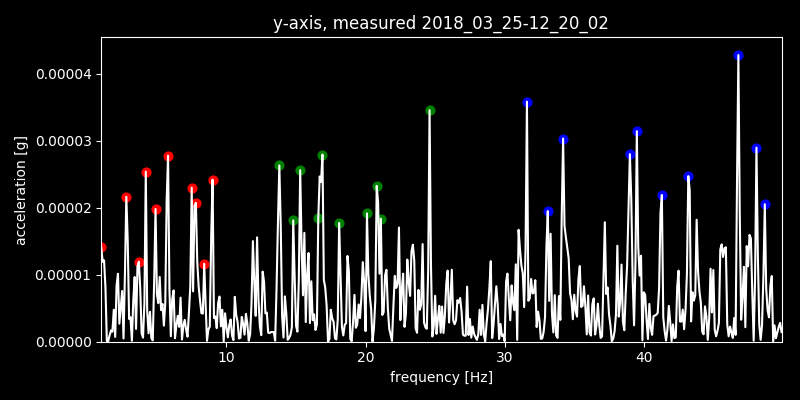 y-axis, measured 2018_03_25-12_20_02
acceleration [g]
0.00004
0.00003
0.00002
0.00001
0.00000
10 20 30 40
frequency [Hz]